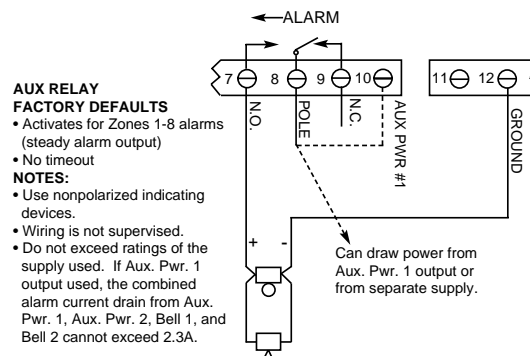 ALARM
7 8 9 10 11 12
N.O.
POLE
N.C.
AUX PWR #1
GROUND
AUX RELAY
FACTORY DEFAULTS
• Activates for Zones 1-8 alarms
(steady alarm output)
• No timeout
NOTES:
• Use nonpolarized indicating
devices.
• Wiring is not supervised.
• Do not exceed ratings of the
supply used. If Aux. Pwr. 1
output used, the combined
alarm current drain from Aux.
Pwr. 1, Aux. Pwr. 2, Bell 1, and
Bell 2 cannot exceed 2.3A.
+ -
Can draw power from
Aux. Pwr. 1 output or
from separate supply.